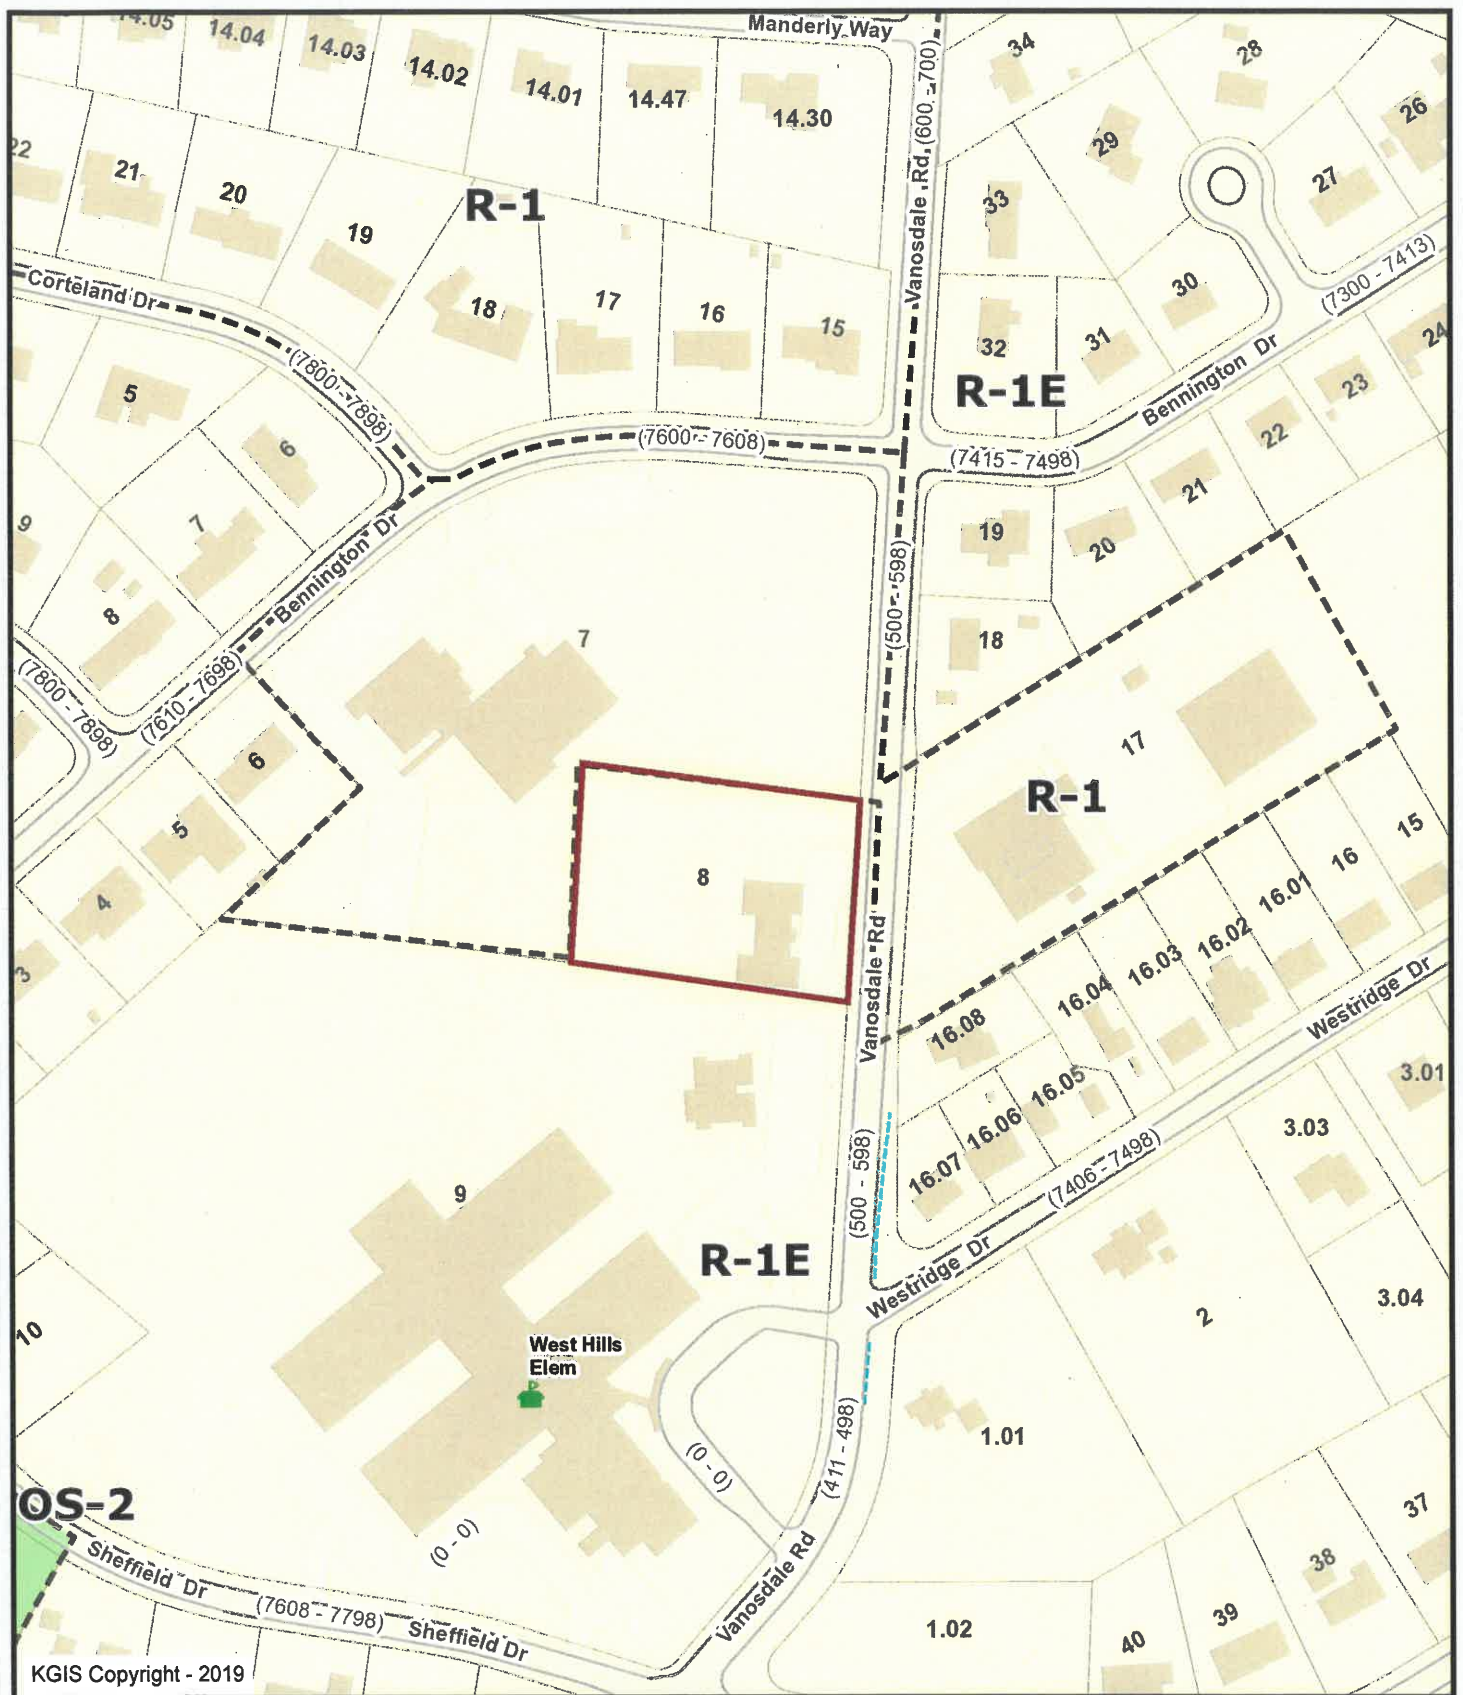 Manderly Way
14.05
14.04
14.03
14.02
14.01
14.47
14.30
34
28
29
26
27
33
Vanosdale Rd (600 - 700)
22
21
20
19
R-1
18
17
16
15
30
(7300 - 7413)
32
31
24
R-1E
Bennington Dr
23
Corteland Dr
(7800 - 7898)
5
6
(7600 - 7608)
(7415 - 7498)
22
21
19
20
9
7
8
Bennington Dr
(500 - 598)
18
7
(7800 - 7898)
(7610 - 7698)
6
5
4
3
17
R-1
8
15
16
16.01
16.02
16.03
16.04
Vanosdale Rd
16.08
16.05
16.06
16.07
Westridge Dr
3.01
3.03
(500 - 598)
(7406 - 7498)
9
R-1E
Westridge Dr
2
3.04
10
West Hills
Elem
1.01
(411 - 498)
(0 - 0)
(0 - 0)
OS-2
37
38
39
40
Sheffield Dr
(7608 - 7798)
Sheffield Dr
Vanosdale Rd
1.02
KGIS Copyright - 2019